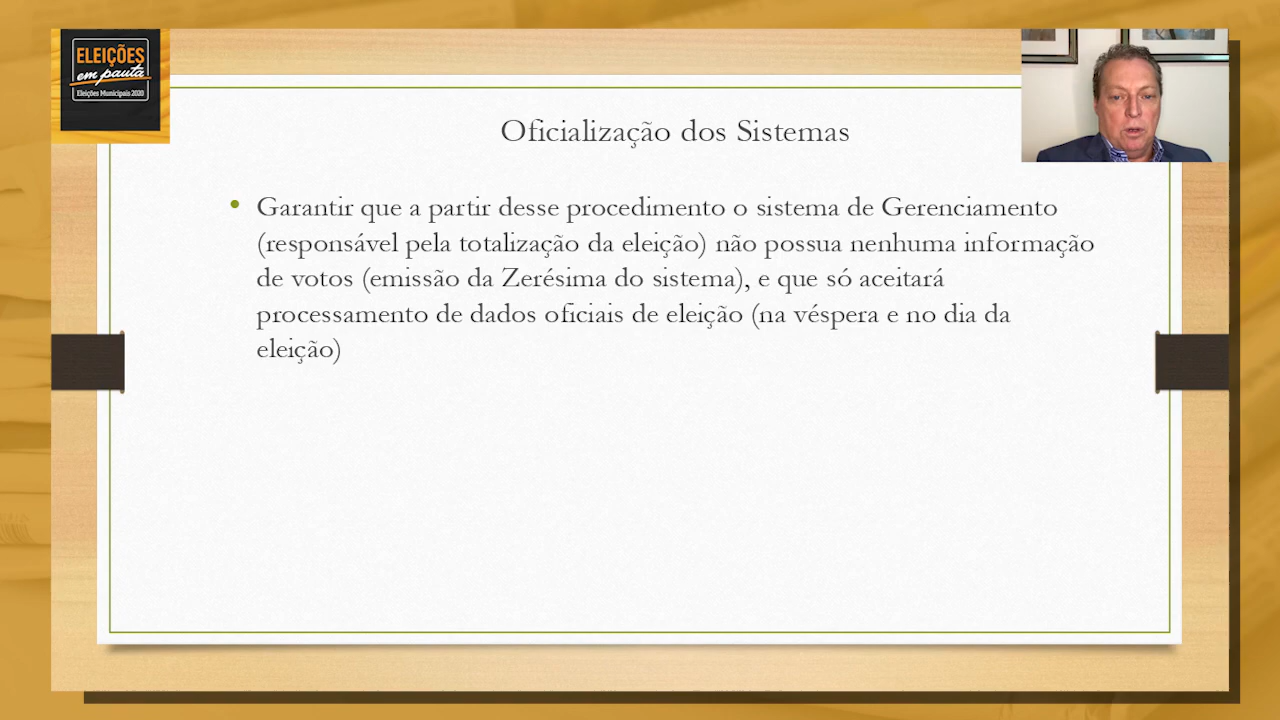 ELEIÇÕES
em pauta
Eleições Municipais 2020
Oficialização dos Sistemas
• Garantir que a partir desse procedimento o sistema de Gerenciamento
(responsável pela totalização da eleição) não possua nenhuma informação
de votos (emissão da Zerésima do sistema), e que só aceitará
processamento de dados oficiais de eleição (na véspera e no dia da
eleição)